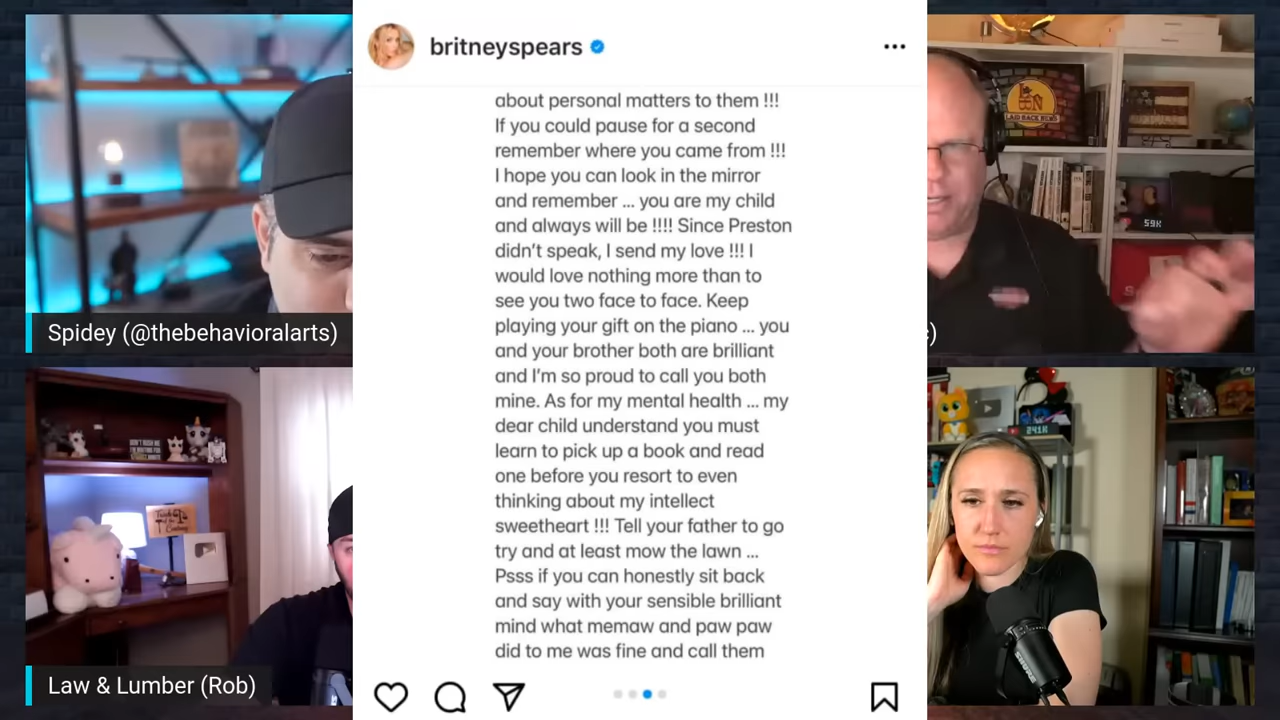 britneyspears
about personal matters to them !!!
If you could pause for a second
remember where you came from !!!
I hope you can look in the mirror
and remember ... you are my child
and always will be !!!! Since Preston
didn't speak, I send my love !!! I
would love nothing more than to
see you two face to face. Keep
playing your gift on the piano ... you
and your brother both are brilliant
and I'm so proud to call you both
mine. As for my mental health ... my
dear child understand you must
learn to pick up a book and read
one before you resort to even
thinking about my intellect
sweetheart !!! Tell your father to go
try and at least mow the lawn ...
Psss if you can honestly sit back
and say with your sensible brilliant
mind what memaw and paw paw
did to me was fine and call them
Spidey (@thebehavioralarts)
)
Law & Lumber (Rob)
LAID BACK NEWS
59K
241K